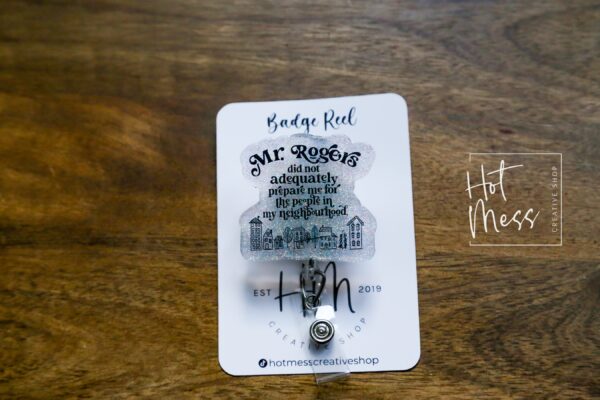 Badge Reel
Mr. Rogers
did not
adequately
prepare me for
the people in
my neighbourhood
EST HM 2019
CREATIVE SHOP
hotmesscreativeshop
Hot
Mess
CREATIVE SHOP